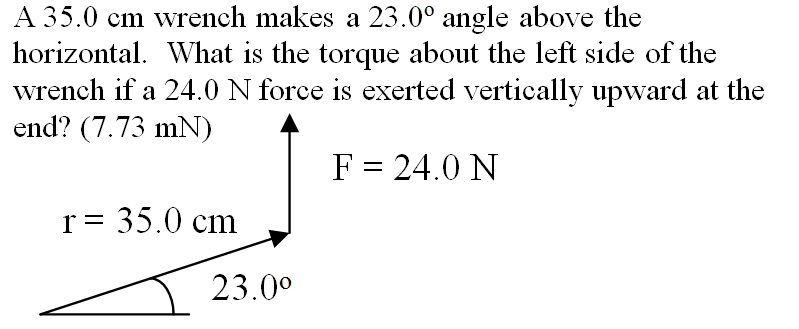 A 35.0 cm wrench makes a 23.0º angle above the
horizontal.  What is the torque about the left side of the
wrench if a 24.0 N force is exerted vertically upward at the
end? (7.73 mN)
F = 24.0 N
r = 35.0 cm
23.0º